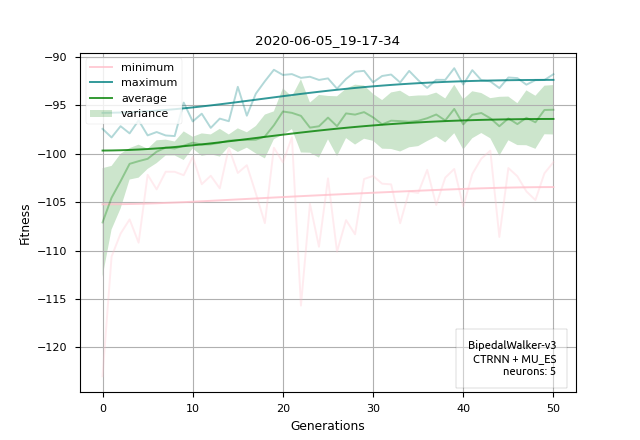 2020-06-05_19-17-34
minimum
maximum
average
variance
−90
−95
−100
−105
−110
−115
−120
Fitness
0
10
20
30
40
50
Generations
BipedalWalker-v3
CTRNN + MU_ES
neurons: 5